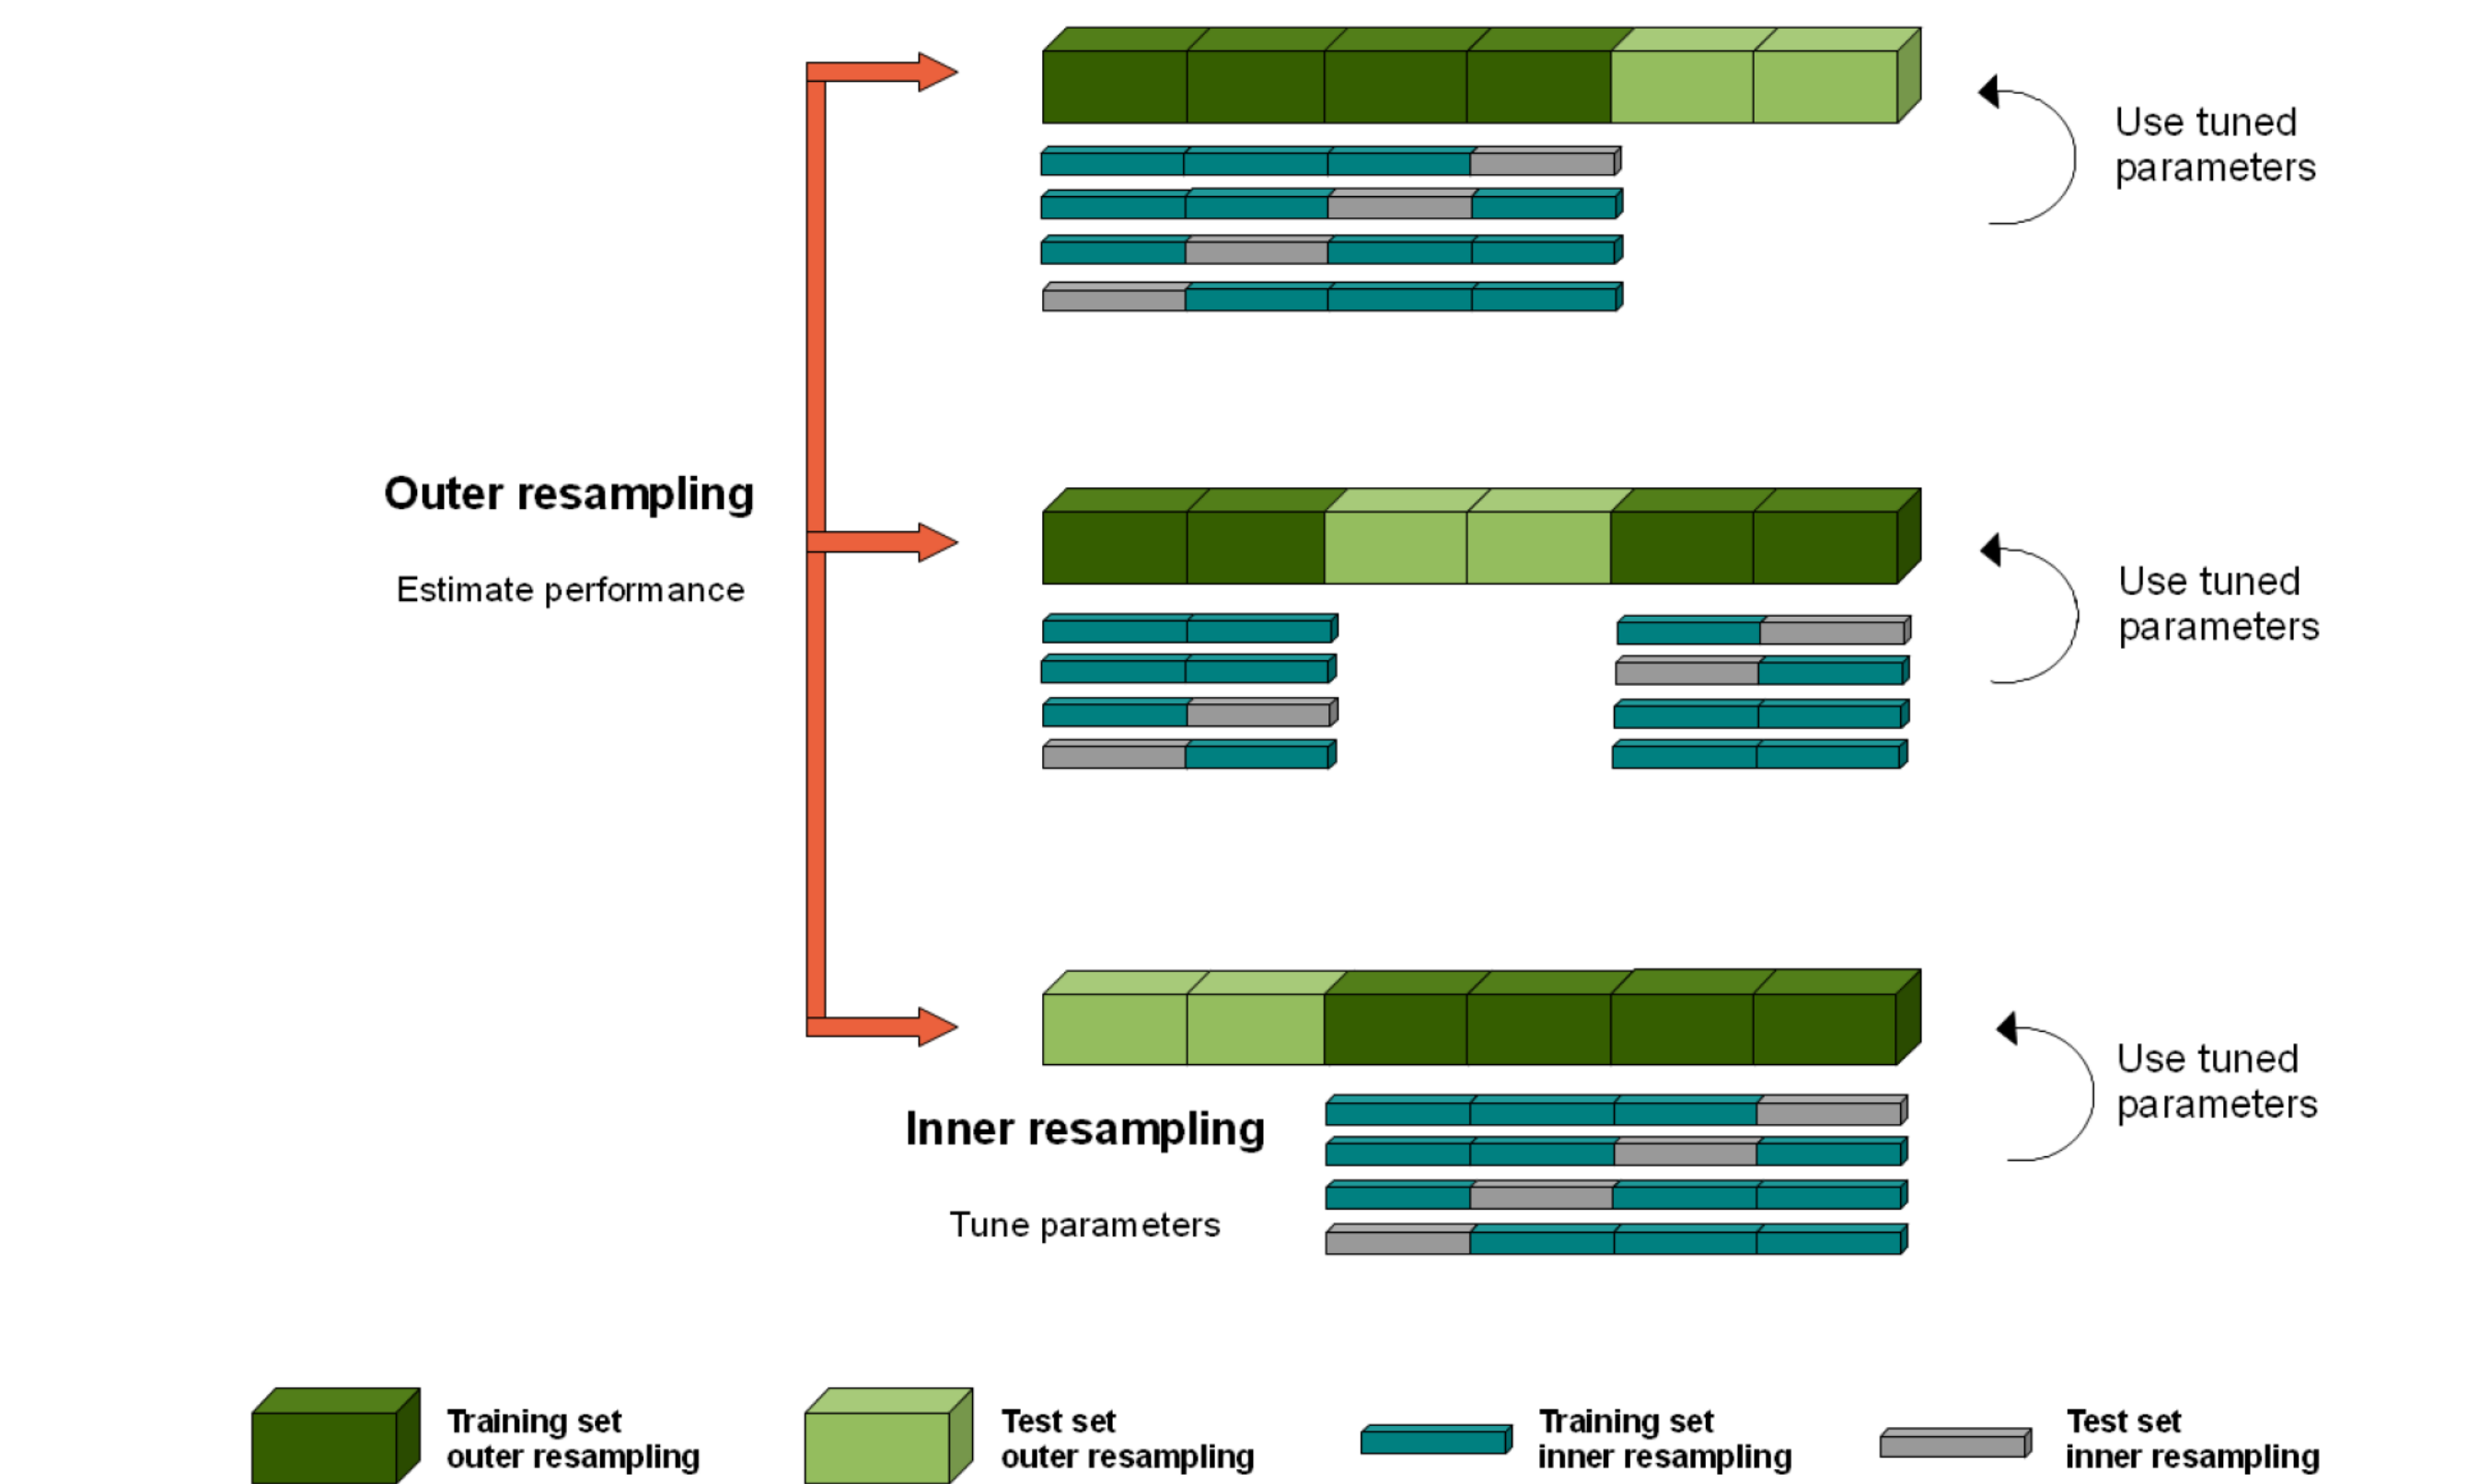 Use tuned
parameters
Outer resampling
Estimate performance
Use tuned
parameters
Inner resampling
Tune parameters
Use tuned
parameters
Training set
outer resampling
Test set
outer resampling
Training set
inner resampling
Test set
inner resampling